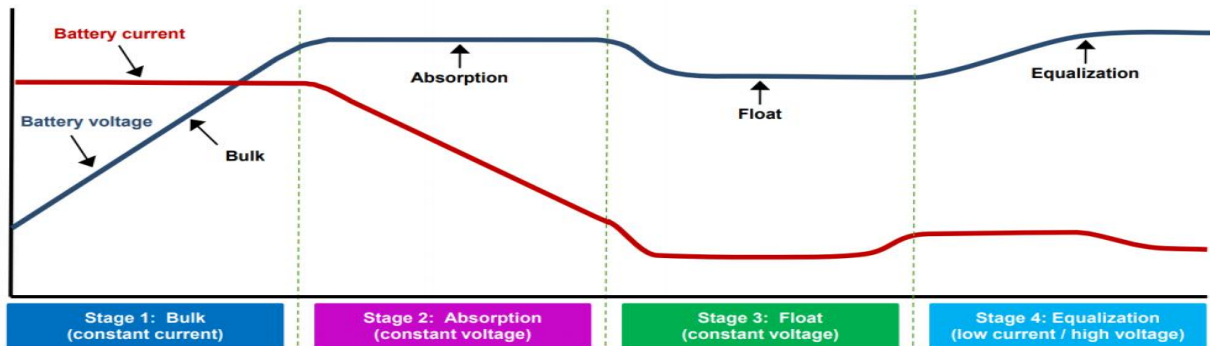 Battery current
Absorption
Equalization
Float
Battery voltage
Bulk
Stage 1: Bulk
(constant current)
Stage 2: Absorption
(constant voltage)
Stage 3: Float
(constant voltage)
Stage 4: Equalization
(low current / high voltage)